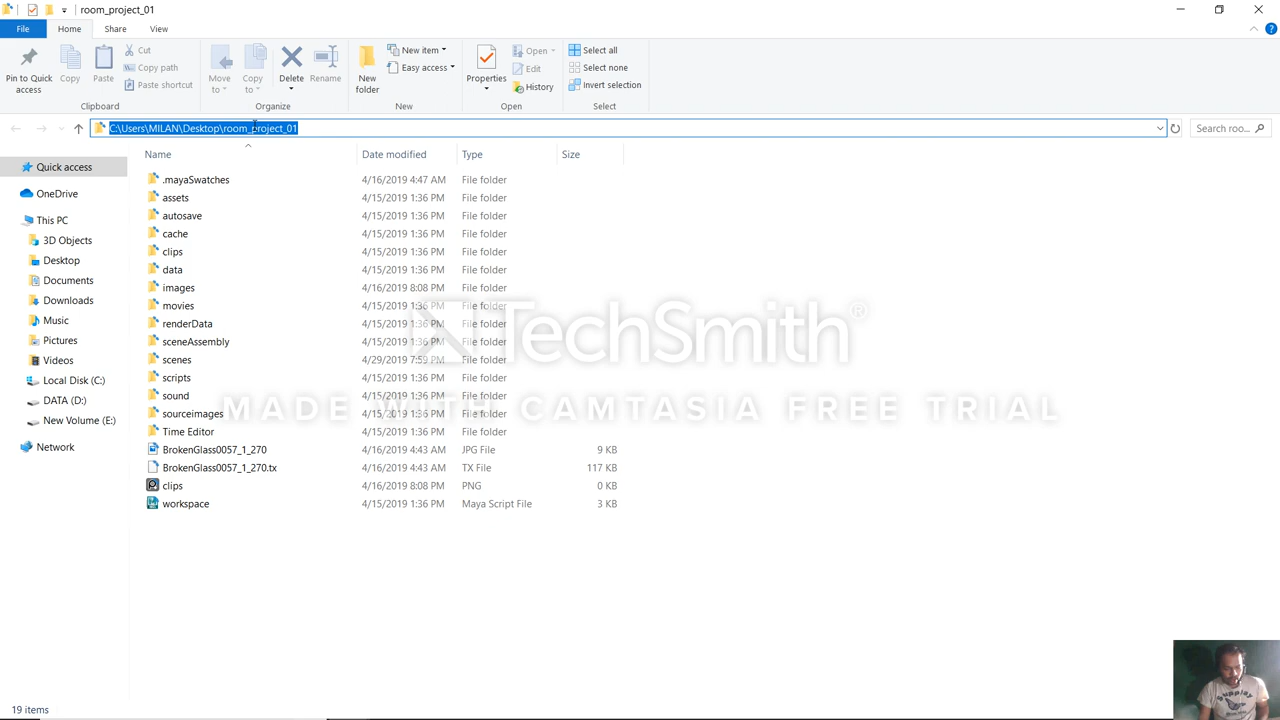 room_project_01
File Home Share View
Pin to Quick access
Copy
Paste
Cut
Copy path
Paste shortcut
Clipboard
Move to
Copy to
Delete
Rename
Organize
New folder
New item
Easy access
New
Properties
Open
Edit
History
Open
Select all
Select none
Invert selection
Select
C:\Users\MILAN\Desktop\room_project_01
Search roo...
Name Date modified Type Size
Quick access
OneDrive
This PC
3D Objects
Desktop
Documents
Downloads
Music
Pictures
Videos
Local Disk (C:)
DATA (D:)
New Volume (E:)
Network
.mayaSwatches 4/16/2019 4:47 AM File folder
assets 4/15/2019 1:36 PM File folder
autosave 4/15/2019 1:36 PM File folder
cache 4/15/2019 1:36 PM File folder
clips 4/15/2019 1:36 PM File folder
data 4/15/2019 1:36 PM File folder
images 4/16/2019 8:08 PM File folder
movies 4/15/2019 1:36 PM File folder
renderData 4/15/2019 1:36 PM File folder
sceneAssembly 4/15/2019 1:36 PM File folder
scenes 4/29/2019 7:59 PM File folder
scripts 4/15/2019 1:36 PM File folder
sound 4/15/2019 1:36 PM File folder
sourceimages 4/15/2019 1:36 PM File folder
Time Editor 4/15/2019 1:36 PM File folder
BrokenGlass0057_1_270 4/16/2019 4:43 AM JPG File 9 KB
BrokenGlass0057_1_270.tx 4/16/2019 4:43 AM TX File 117 KB
clips 4/16/2019 8:08 PM PNG 0 KB
workspace 4/15/2019 1:36 PM Maya Script File 3 KB
TechSmith®
MADE WITH CAMTASIA FREE TRIAL
19 items